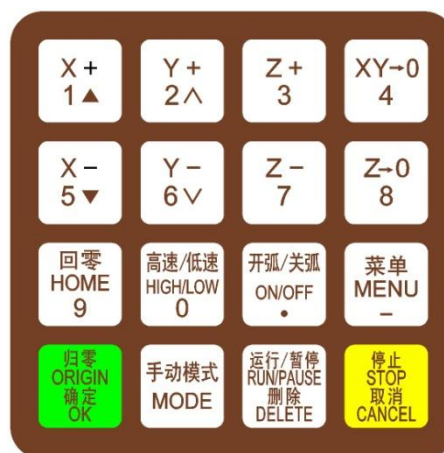 X +
1 ▲
Y +
2 ∧
Z +
3
XY→0
4
X −
5 ▼
Y −
6 ∨
Z −
7
Z→0
8
回零
HOME
9
高速/低速
HIGH/LOW
0
开弧/关弧
ON/OFF
•
菜单
MENU
–
归零
ORIGIN
确定
OK
手动模式
MODE
运行/暂停
RUN/PAUSE
删除
DELETE
停止
STOP
取消
CANCEL